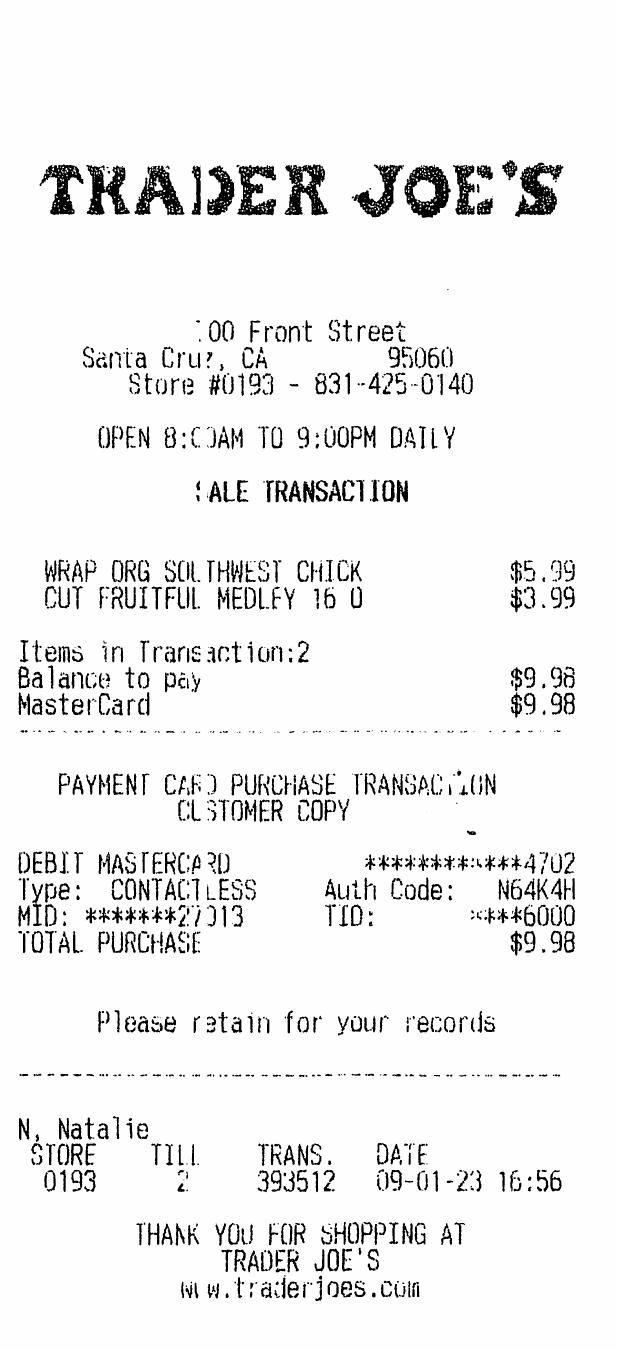 TRADER JOE'S
700 Front Street
Santa Cruz, CA 95060
Store #0193 - 831-425-0140
OPEN 8:00AM TO 9:00PM DAILY
SALE TRANSACTION
WRAP ORG SOUTHWEST CHICK $5.99
CUT FRUITFUL MEDLEY 16 O $3.99
Items in Transaction:2
Balance to pay $9.98
MasterCard $9.98
PAYMENT CARD PURCHASE TRANSACTION
CUSTOMER COPY
DEBIT MASTERCARD ************4702
Type: CONTACTLESS Auth Code: N64K4H
MID: *******27013 TID: ****6000
TOTAL PURCHASE $9.98
Please retain for your records
N, Natalie
STORE TILL TRANS. DATE
0193 2 393512 09-01-23 16:56
THANK YOU FOR SHOPPING AT
TRADER JOE'S
www.traderjoes.com